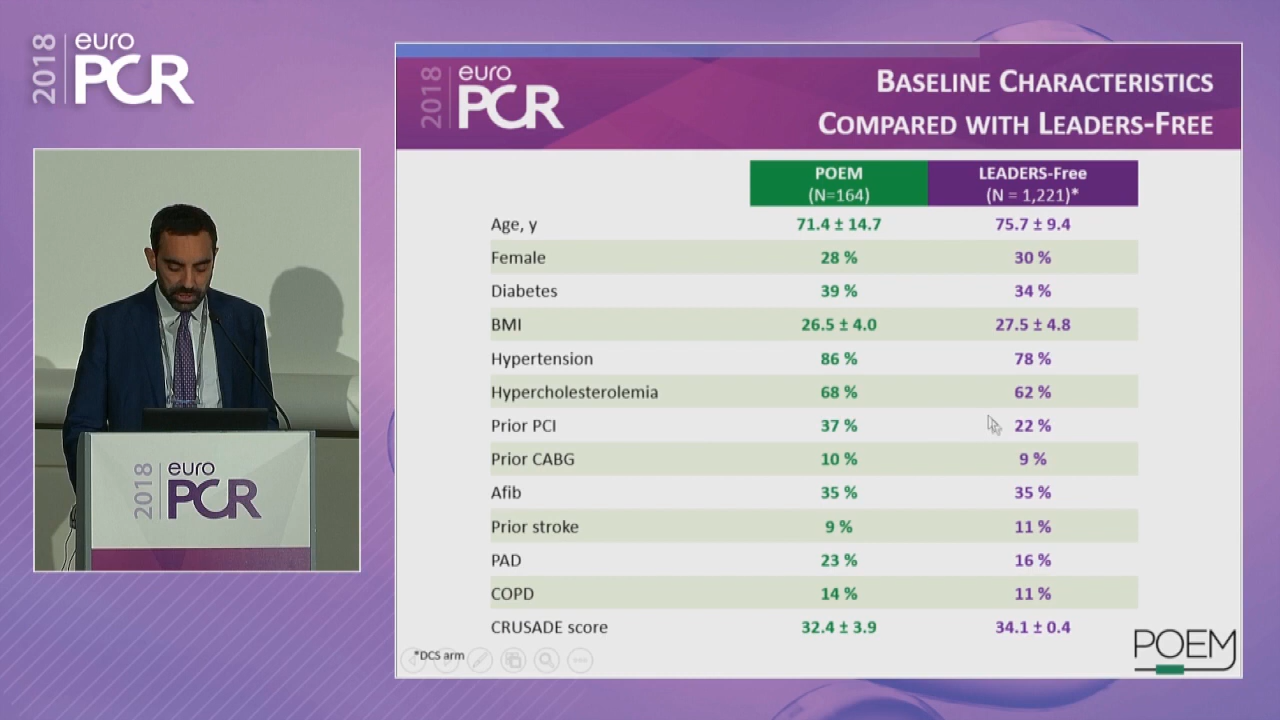 2018 euro PCR
2018 euro PCR
BASELINE CHARACTERISTICS
COMPARED WITH LEADERS-FREE
POEM LEADERS-Free
(N=164) (N = 1,221)*
Age, y 71.4 ± 14.7 75.7 ± 9.4
Female 28 % 30 %
Diabetes 39 % 34 %
BMI 26.5 ± 4.0 27.5 ± 4.8
Hypertension 86 % 78 %
Hypercholesterolemia 68 % 62 %
Prior PCI 37 % 22 %
Prior CABG 10 % 9 %
Afib 35 % 35 %
Prior stroke 9 % 11 %
PAD 23 % 16 %
COPD 14 % 11 %
CRUSADE score 32.4 ± 3.9 34.1 ± 0.4
*DCS arm
POEM
2018 euro PCR